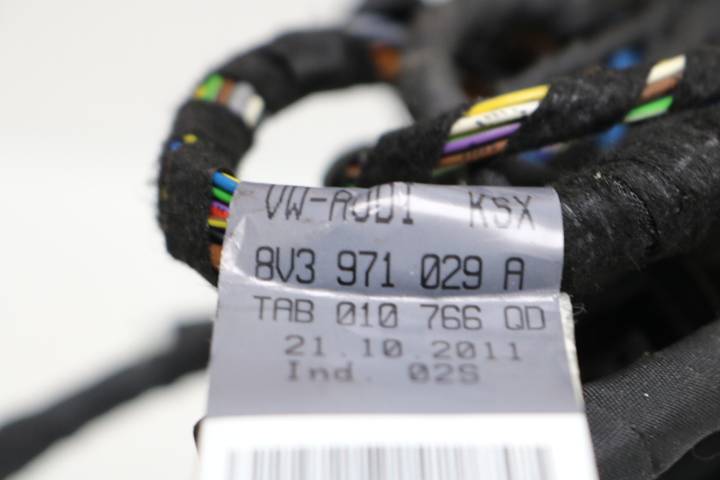 VW-AUDI KSX
8V3 971 029 A
TAB 010 766 QD
21.10.2011
Ind. 02S